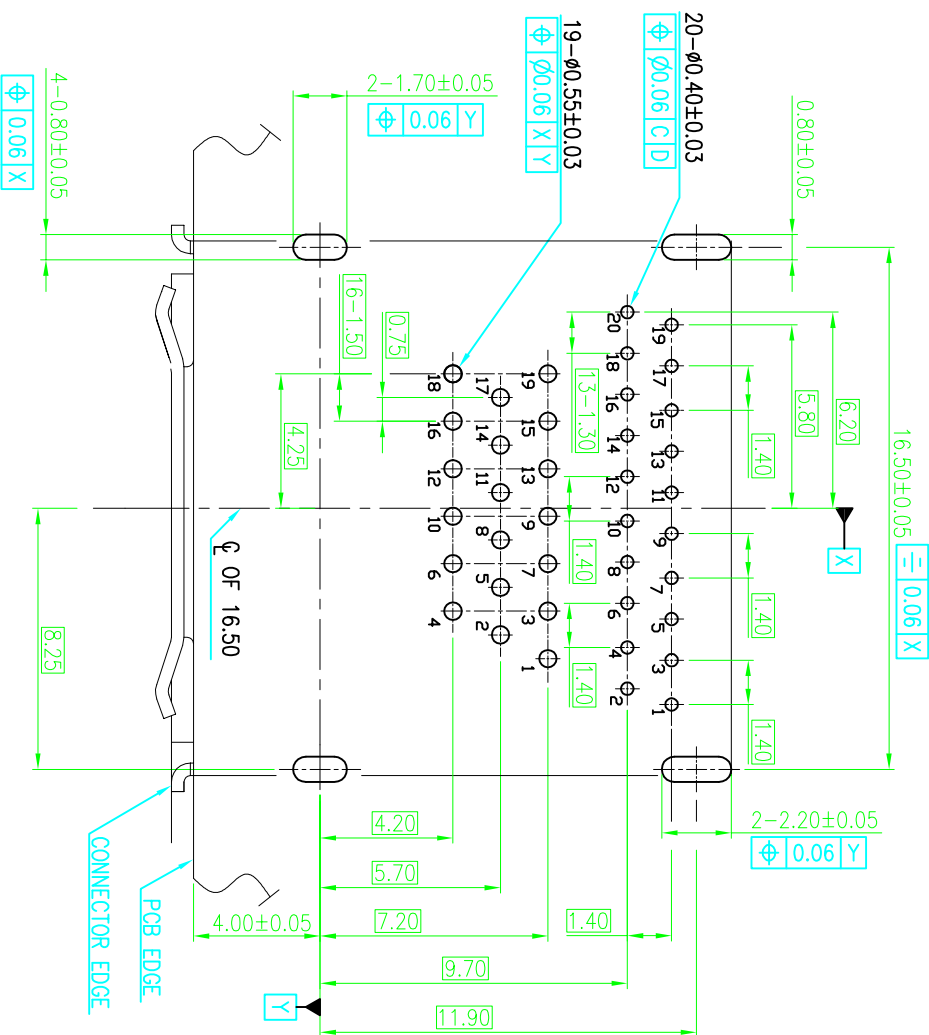 19-Ø0.55±0.03
⌖ Ø0.06 X Y
20-Ø0.40±0.03
⌖ Ø0.06 C D
2-1.70±0.05
⌖ 0.06 Y
0.80±0.05
4-0.80±0.05
⌖ 0.06 X
16.50±0.05
⌯ 0.06 X
6.20
5.80
1.40
X
16-1.50
0.75
4.25
13-1.30
1.40
1.40
1.40
1.40
19 17 15 13 11 9 7 5 3 1
20 18 16 14 12 10 8 6 4 2
19 15 13 9 7 3 1
17 14 11 8 5 2
18 16 12 10 6 4
℄ OF 16.50
8.25
2-2.20±0.05
⌖ 0.06 Y
4.20
5.70
7.20
1.40
9.70
11.90
4.00±0.05
Y
PCB EDGE
CONNECTOR EDGE